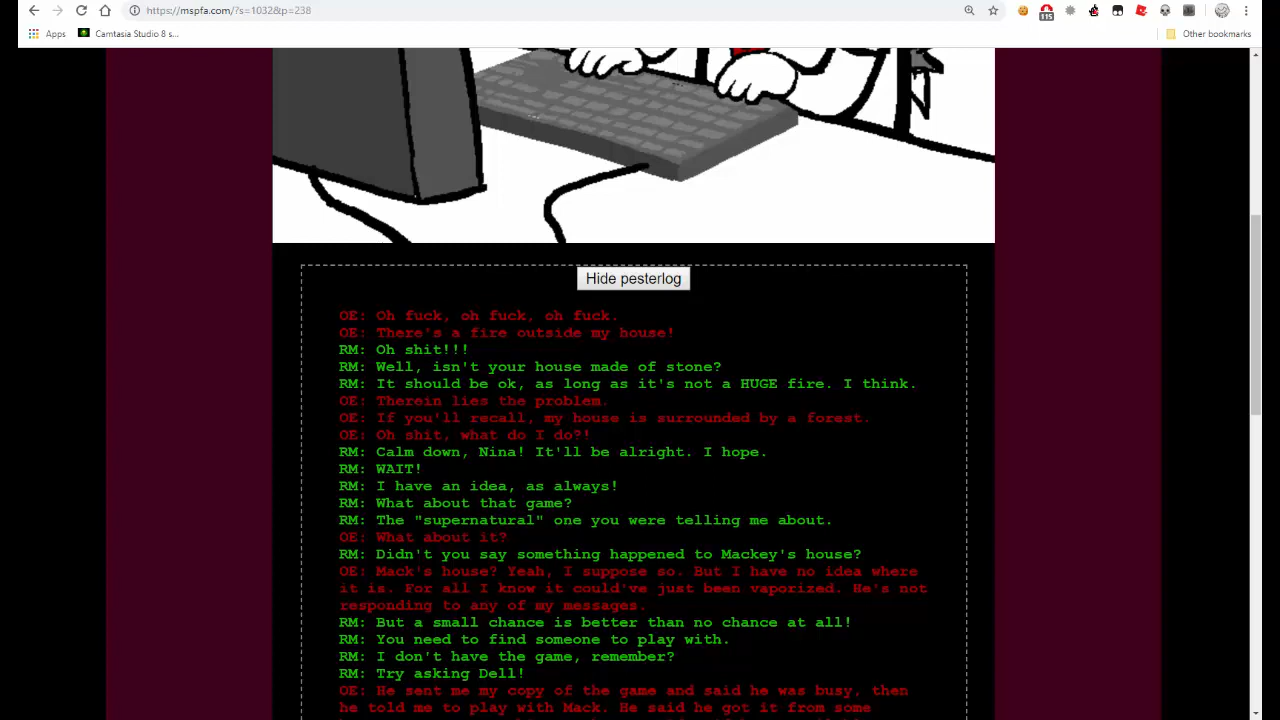 https://mspfa.com/?s=1032&p=238
115
Apps
Camtasia Studio 8 s...
Other bookmarks
Hide pesterlog
OE: Oh fuck, oh fuck, oh fuck.
OE: There's a fire outside my house!
RM: Oh shit!!!
RM: Well, isn't your house made of stone?
RM: It should be ok, as long as it's not a HUGE fire. I think.
OE: Therein lies the problem.
OE: If you'll recall, my house is surrounded by a forest.
OE: Oh shit, what do I do?!
RM: Calm down, Nina! It'll be alright. I hope.
RM: WAIT!
RM: I have an idea, as always!
RM: What about that game?
RM: The "supernatural" one you were telling me about.
OE: What about it?
RM: Didn't you say something happened to Mackey's house?
OE: Mack's house? Yeah, I suppose so. But I have no idea where
it is. For all I know it could've just been vaporized. He's not
responding to any of my messages.
RM: But a small chance is better than no chance at all!
RM: You need to find someone to play with.
RM: I don't have the game, remember?
RM: Try asking Dell!
OE: He sent me my copy of the game and said he was busy, then
he told me to play with Mack. He said he got it from some